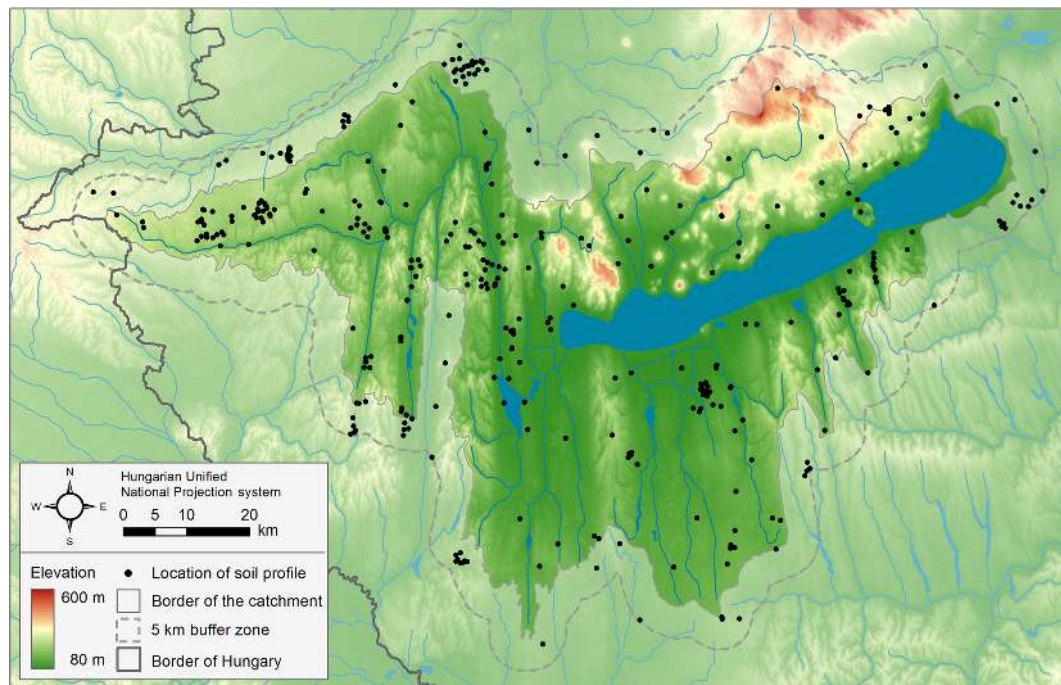 N
W E
S
Hungarian Unified
National Projection system
0 5 10 20
km
Elevation
600 m
80 m
Location of soil profile
Border of the catchment
5 km buffer zone
Border of Hungary